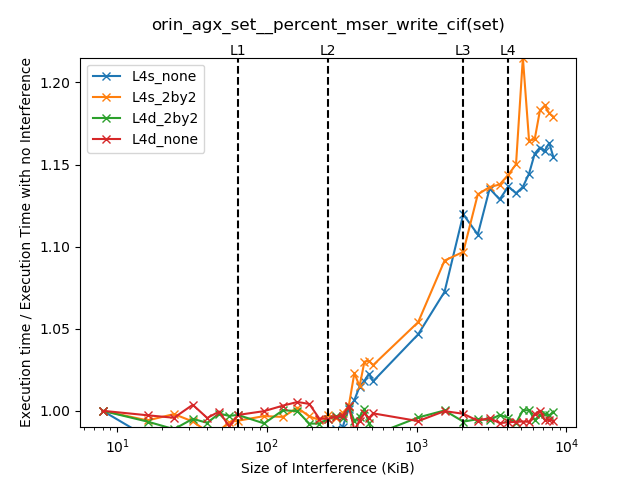 orin_agx_set__percent_mser_write_cif(set)
L1 L2 L3 L4
L4s_none
L4s_2by2
L4d_2by2
L4d_none
1.20
1.15
1.10
1.05
1.00
Execution time / Execution Time with no Interference
10¹ 10² 10³ 10⁴
Size of Interference (KiB)